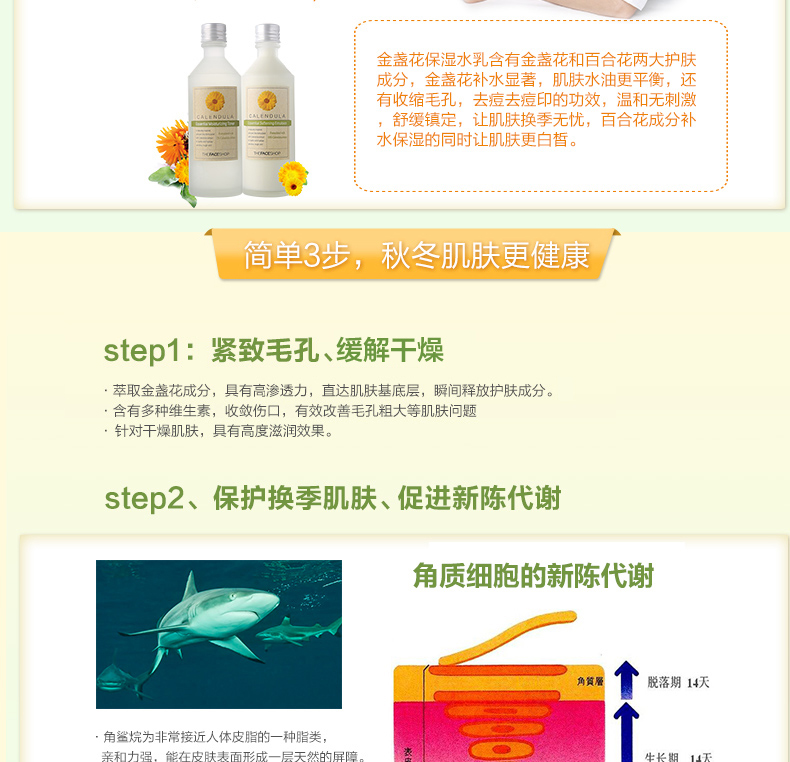 金盏花保湿水乳含有金盏花和百合花两大护肤
成分，金盏花补水显著，肌肤水油更平衡，还
有收缩毛孔，去痘去痘印的功效，温和无刺激
，舒缓镇定，让肌肤换季无忧，百合花成分补
水保湿的同时让肌肤更白皙。
CALENDULA
THEFACESHOP
CALENDULA
THEFACESHOP
简单3步，秋冬肌肤更健康
step1：紧致毛孔、缓解干燥
· 萃取金盏花成分，具有高渗透力，直达肌肤基底层，瞬间释放护肤成分。
· 含有多种维生素，收敛伤口，有效改善毛孔粗大等肌肤问题
· 针对干燥肌肤，具有高度滋润效果。
step2、保护换季肌肤、促进新陈代谢
角质细胞的新陈代谢
角質層
脱落期 14天
表
生长期 14天
· 角鲨烷为非常接近人体皮脂的一种脂类，
亲和力强，能在皮肤表面形成一层天然的屏障。